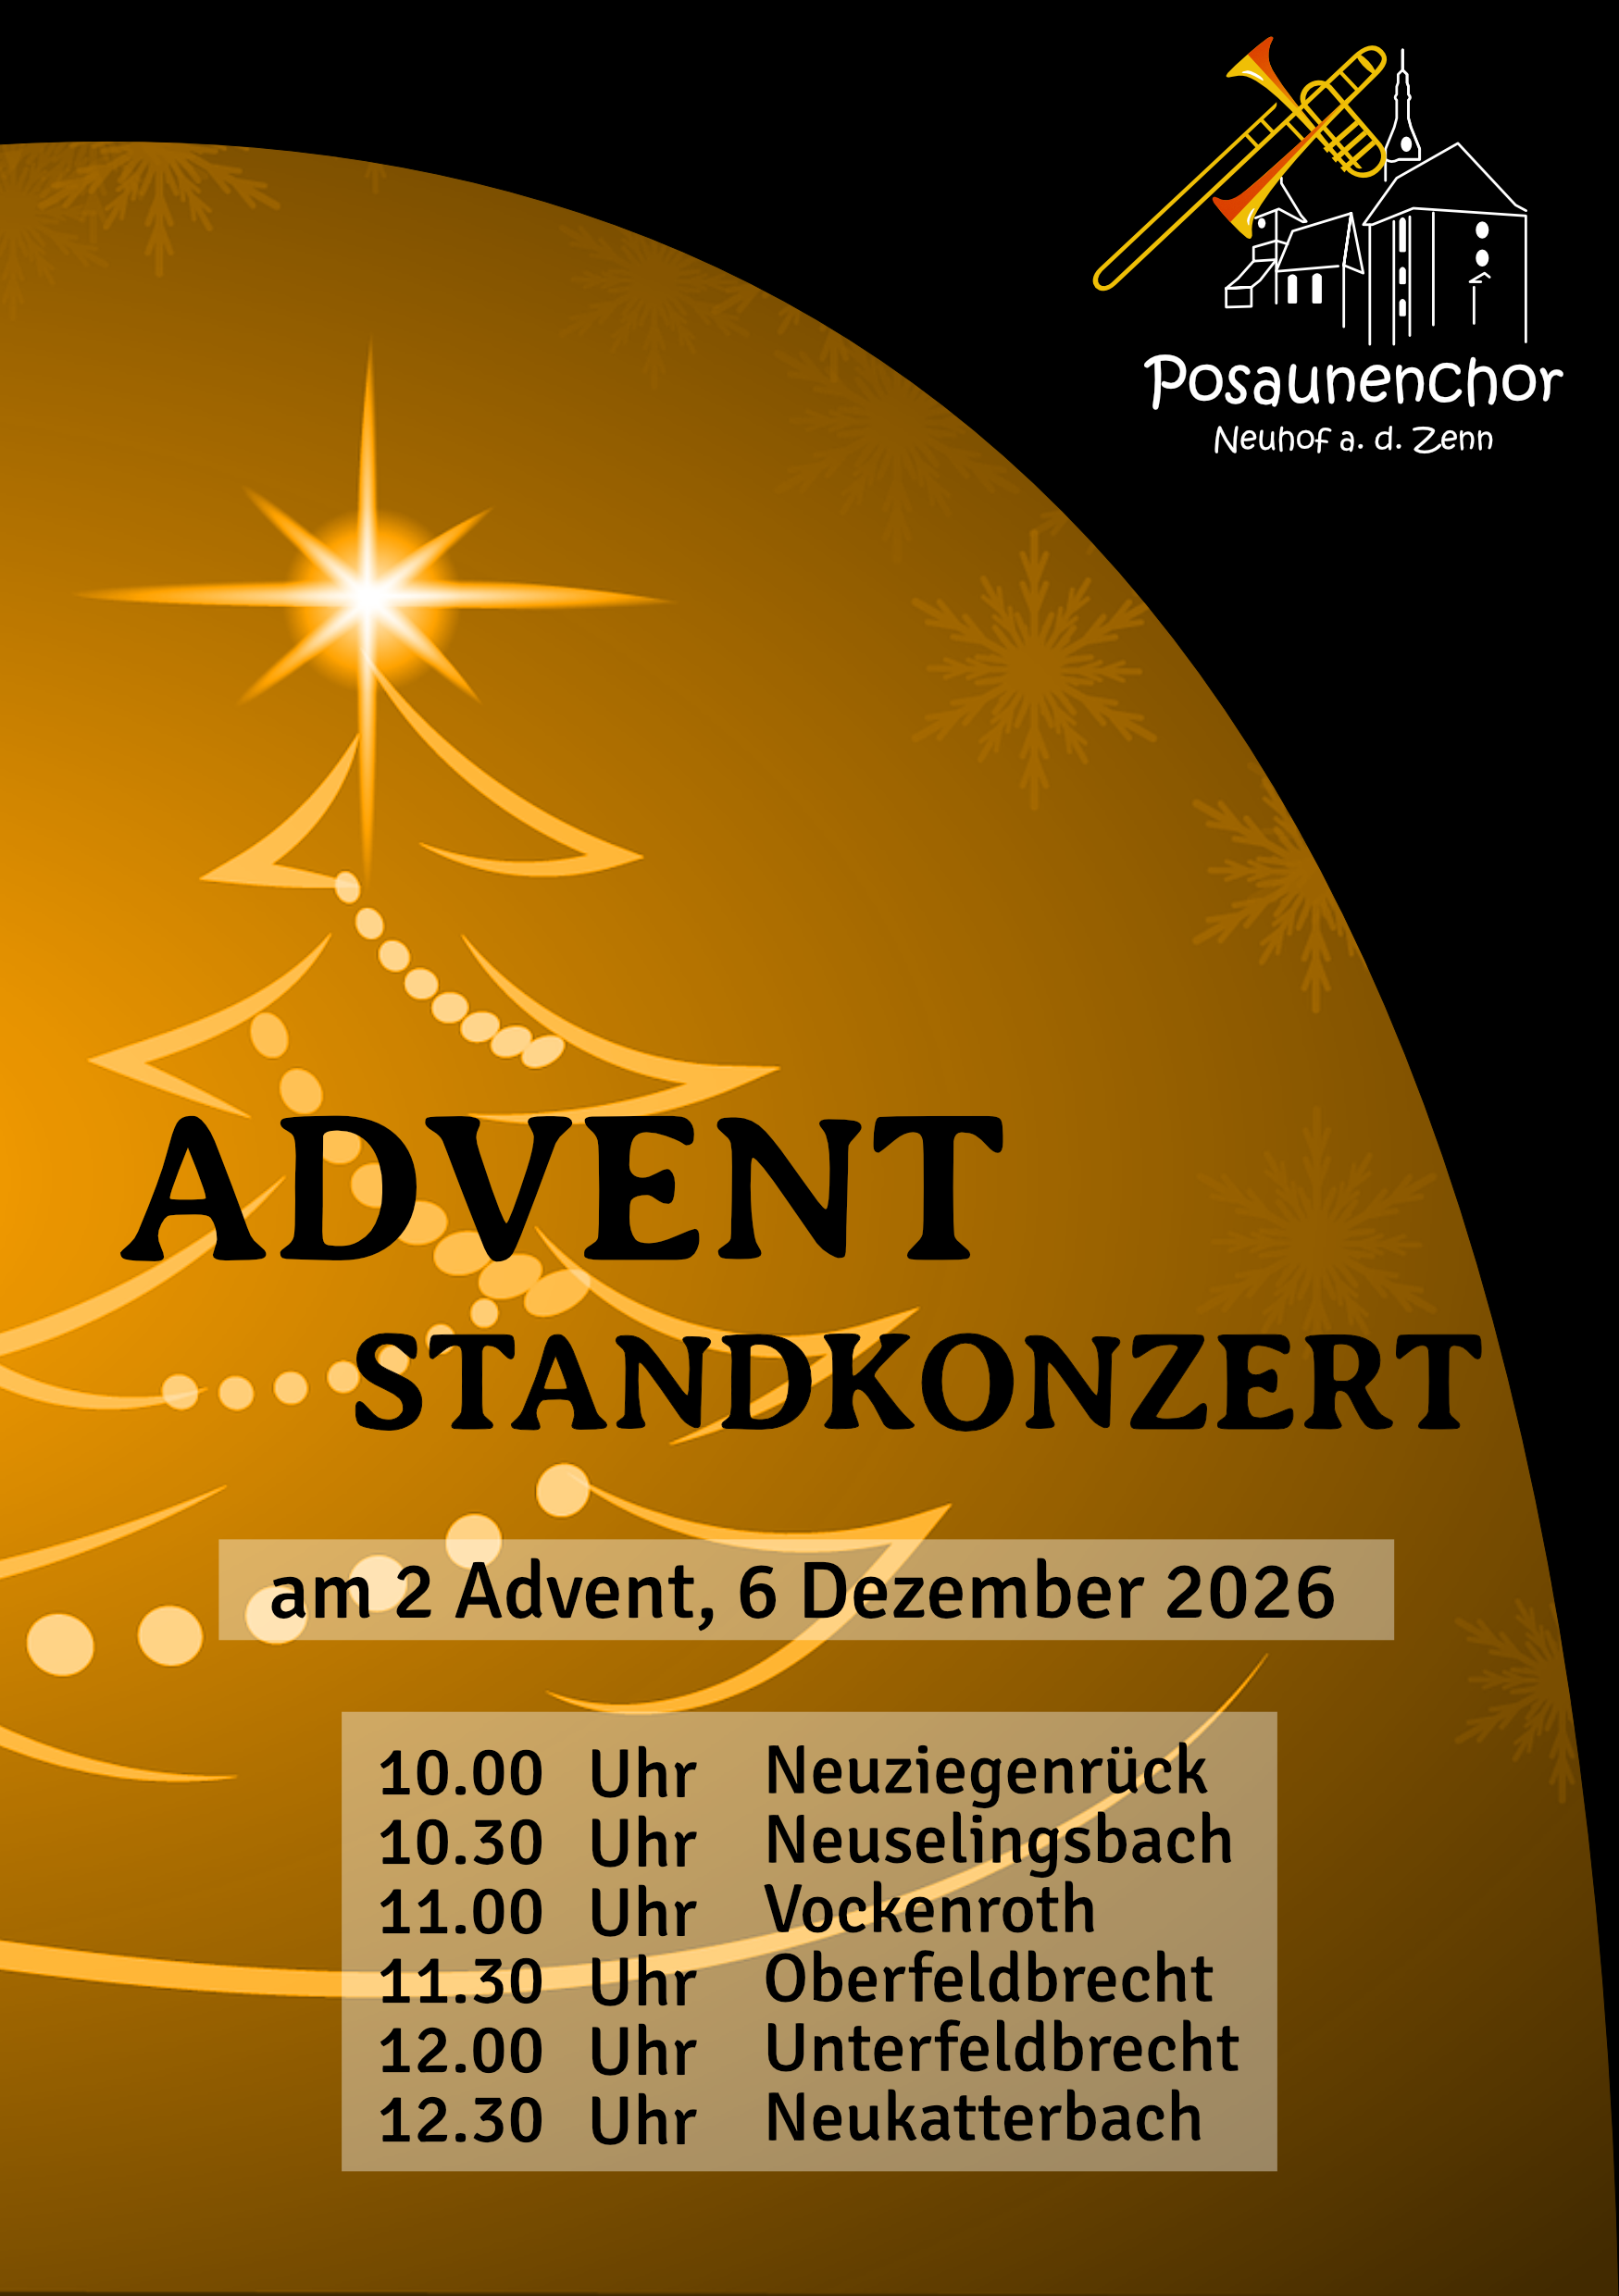 Posaunenchor
Neuhof a. d. Zenn
ADVENT
STANDKONZERT
am 2 Advent, 6 Dezember 2026
10.00 Uhr Neuziegenrück
10.30 Uhr Neuselingsbach
11.00 Uhr Vockenroth
11.30 Uhr Oberfeldbrecht
12.00 Uhr Unterfeldbrecht
12.30 Uhr Neukatterbach